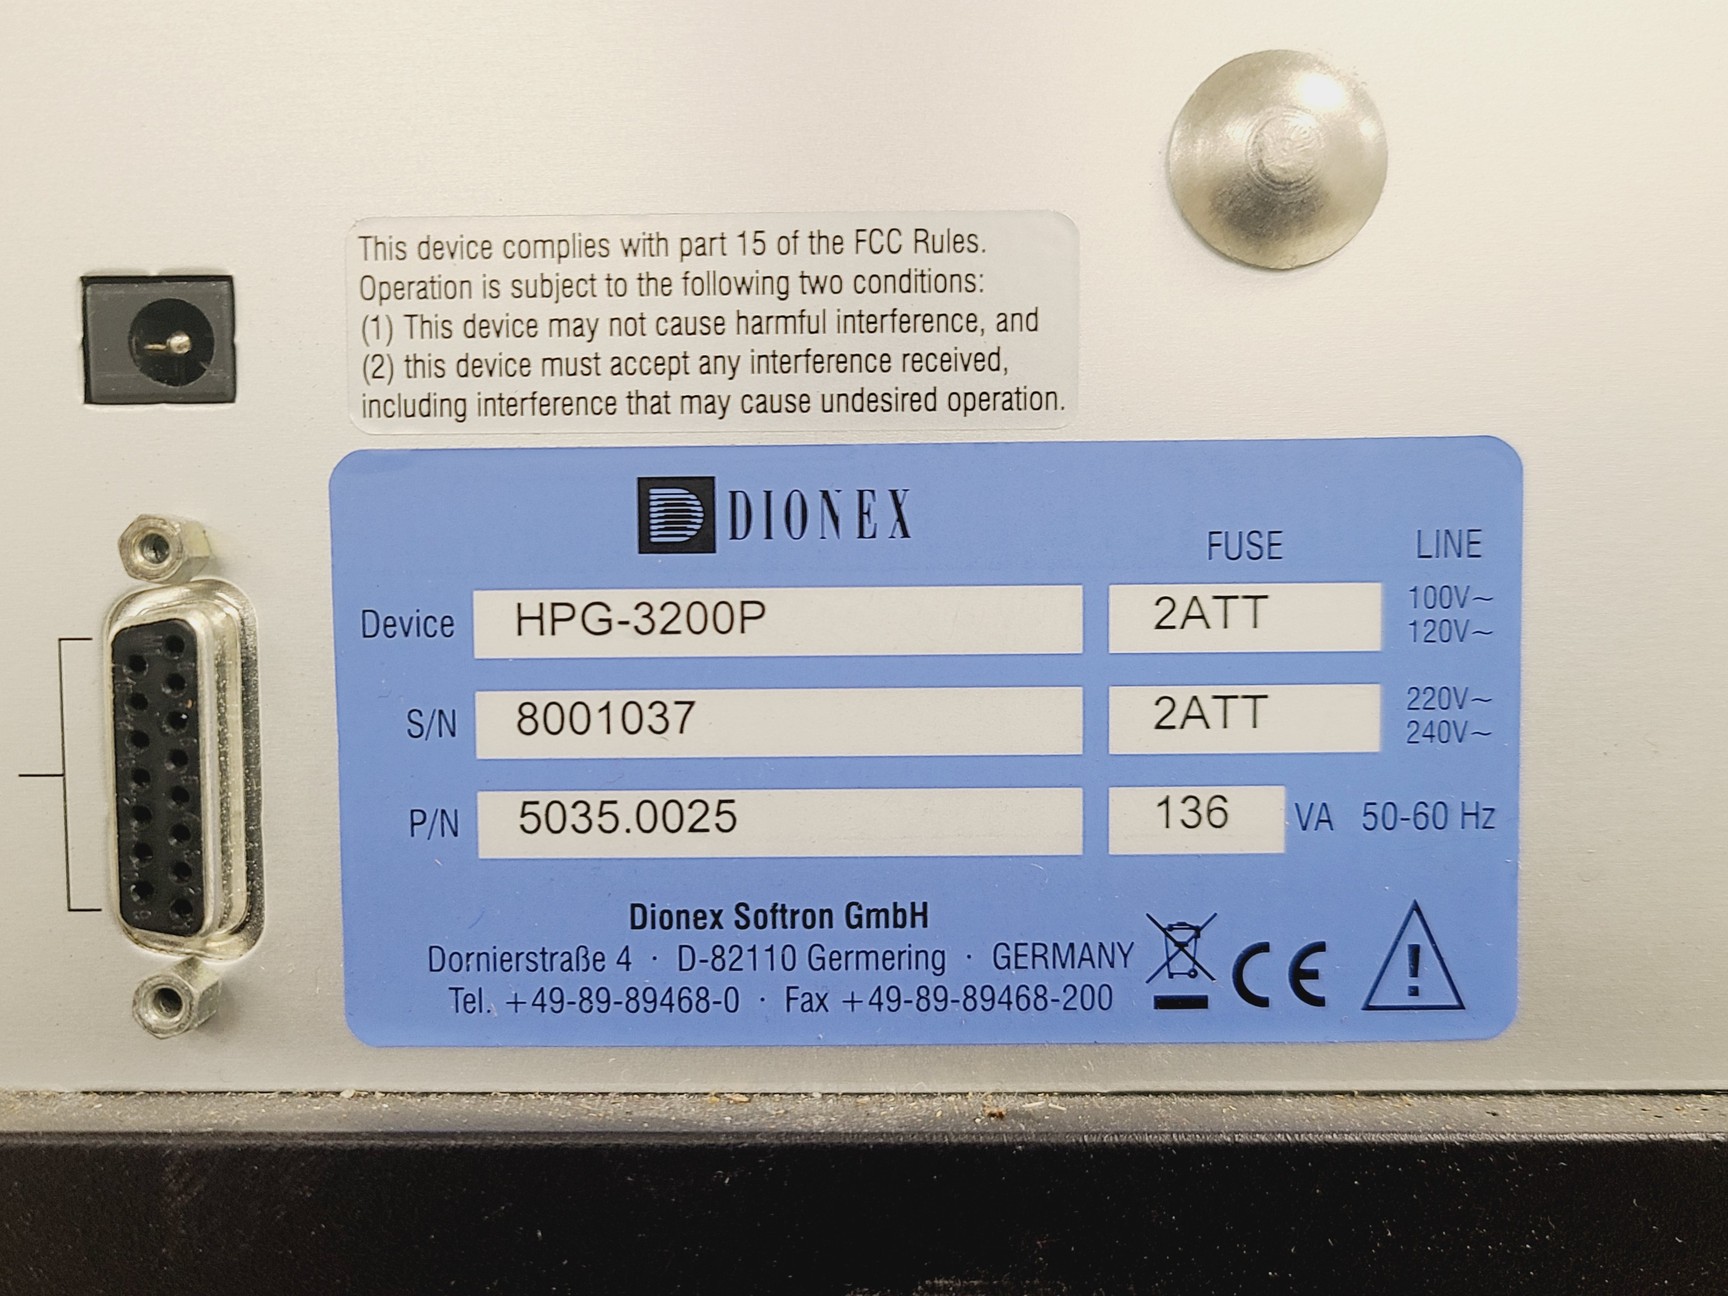 This device complies with part 15 of the FCC Rules.
Operation is subject to the following two conditions:
(1) This device may not cause harmful interference, and
(2) this device must accept any interference received,
including interference that may cause undesired operation.
DIONEX
FUSE LINE
Device HPG-3200P 2ATT 100V~
120V~
S/N 8001037 2ATT 220V~
240V~
P/N 5035.0025 136 VA 50-60 Hz
Dionex Softron GmbH
Dornierstraße 4 · D-82110 Germering · GERMANY
Tel. +49-89-89468-0 · Fax +49-89-89468-200
CE